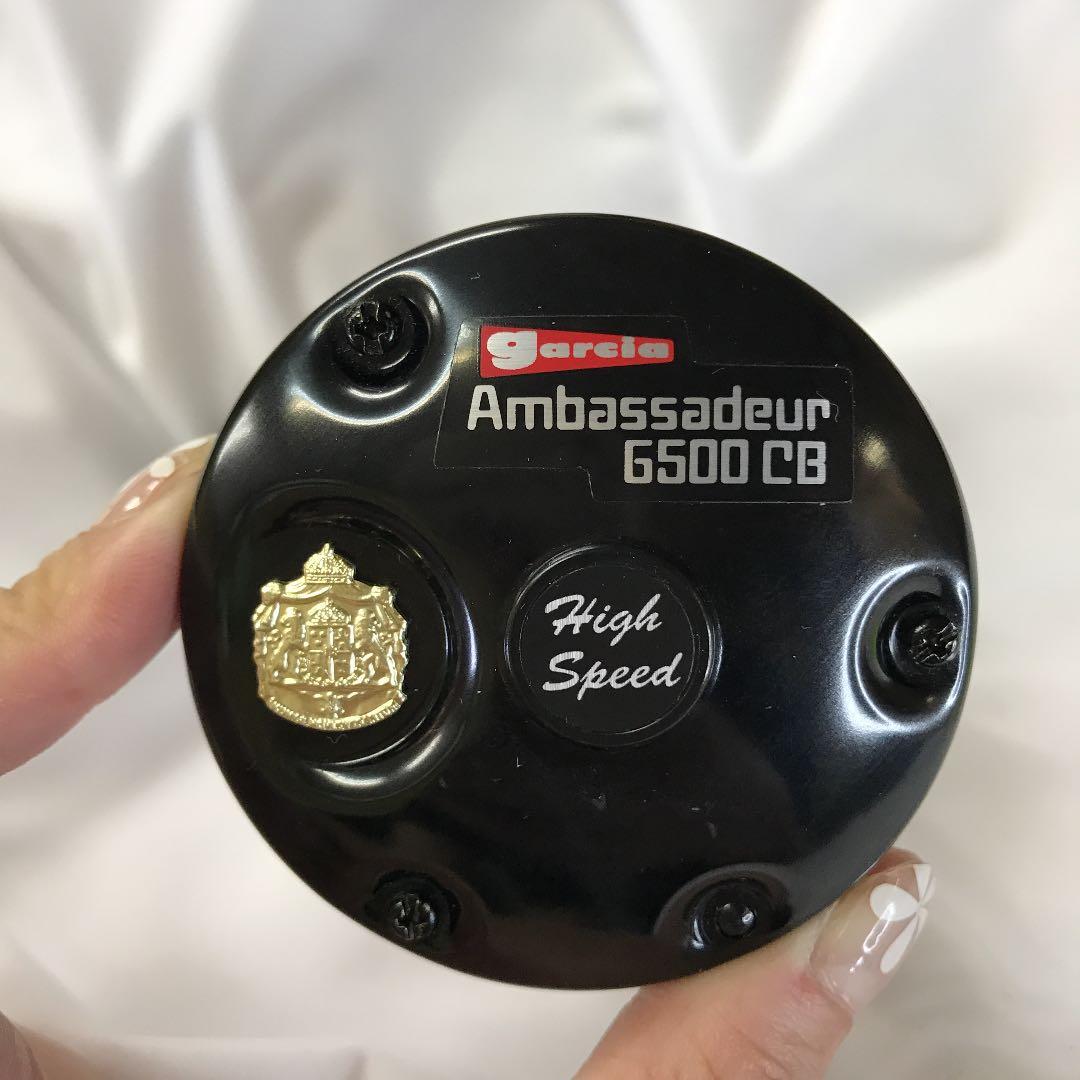 garcia
Ambassadeur
6500 CB
High
Speed